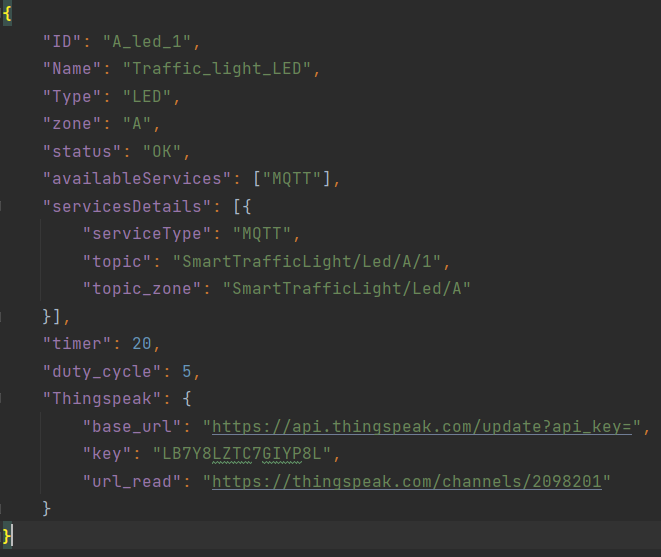 {
"ID": "A_led_1",
"Name": "Traffic_light_LED",
"Type": "LED",
"zone": "A",
"status": "OK",
"availableServices": ["MQTT"],
"servicesDetails": [{
"serviceType": "MQTT",
"topic": "SmartTrafficLight/Led/A/1",
"topic_zone": "SmartTrafficLight/Led/A"
}],
"timer": 20,
"duty_cycle": 5,
"Thingspeak": {
"base_url": "https://api.thingspeak.com/update?api_key=",
"key": "LB7Y8LZTC7GIYP8L",
"url_read": "https://thingspeak.com/channels/2098201"
}
}